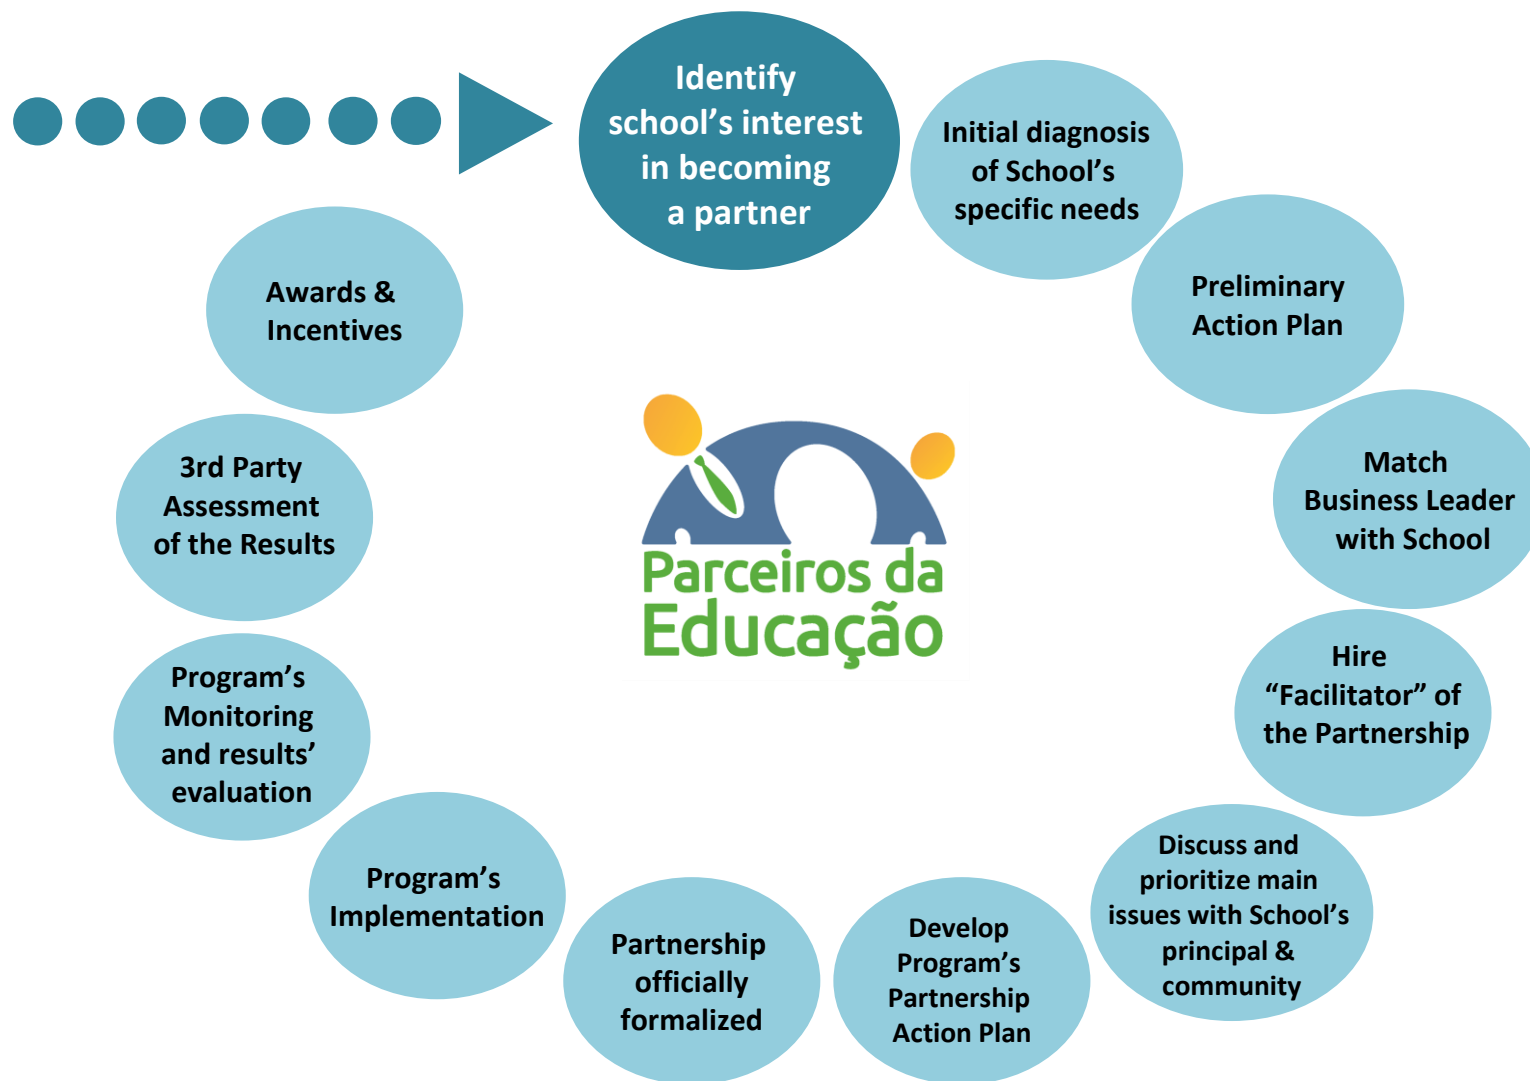 Identify
school’s interest
in becoming
a partner
Initial diagnosis
of School’s
specific needs
Preliminary
Action Plan
Match
Business Leader
with School
Hire
“Facilitator” of
the Partnership
Discuss and
prioritize main
issues with School’s
principal &
community
Develop
Program’s
Partnership
Action Plan
Partnership
officially
formalized
Program’s
Implementation
Program’s
Monitoring
and results’
evaluation
3rd Party
Assessment
of the Results
Awards &
Incentives
Parceiros da
Educação